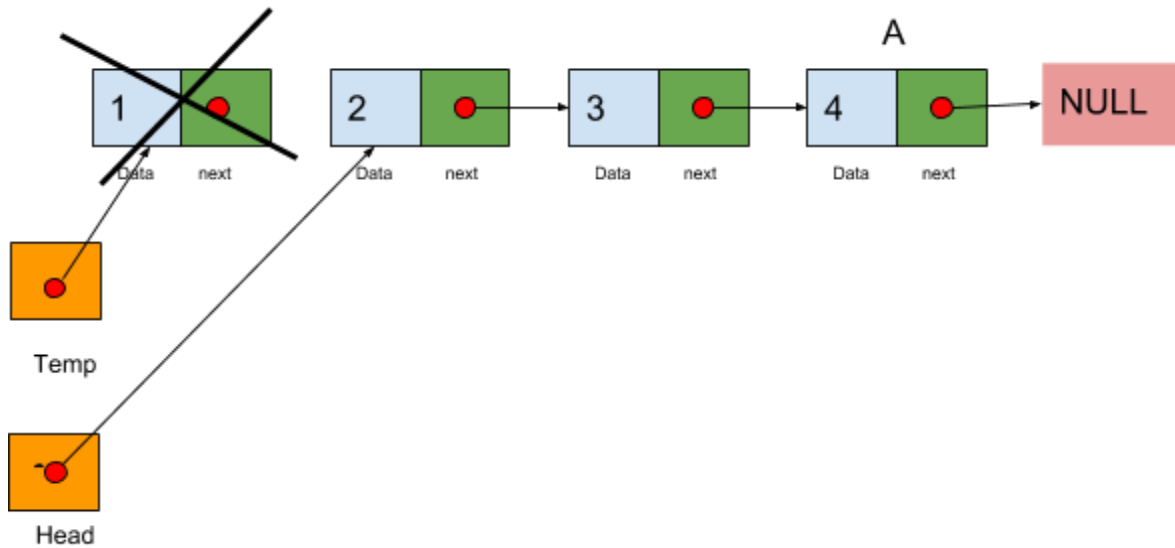 A
1 2 3 4 NULL
Data next Data next Data next Data next
Temp
Head